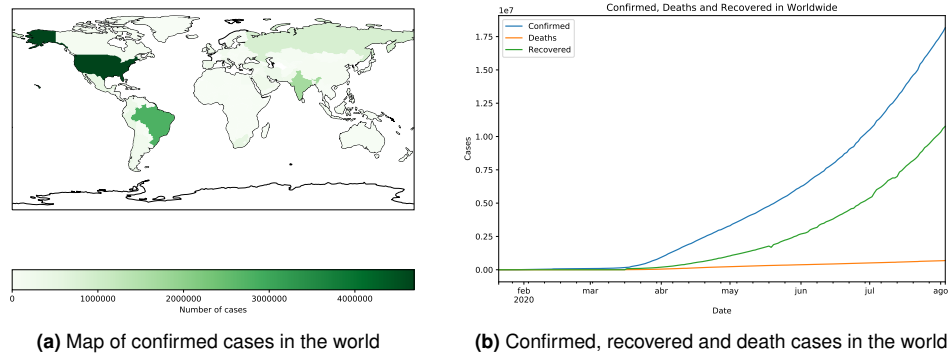 0
1000000
2000000
3000000
4000000
Number of cases
(a) Map of confirmed cases in the world
Confirmed, Deaths and Recovered in Worldwide
1e7
Confirmed
Deaths
Recovered
1.75
1.50
1.25
1.00
0.75
0.50
0.25
0.00
Cases
feb
2020
mar
abr
may
jun
jul
ago
Date
(b) Confirmed, recovered and death cases in the world